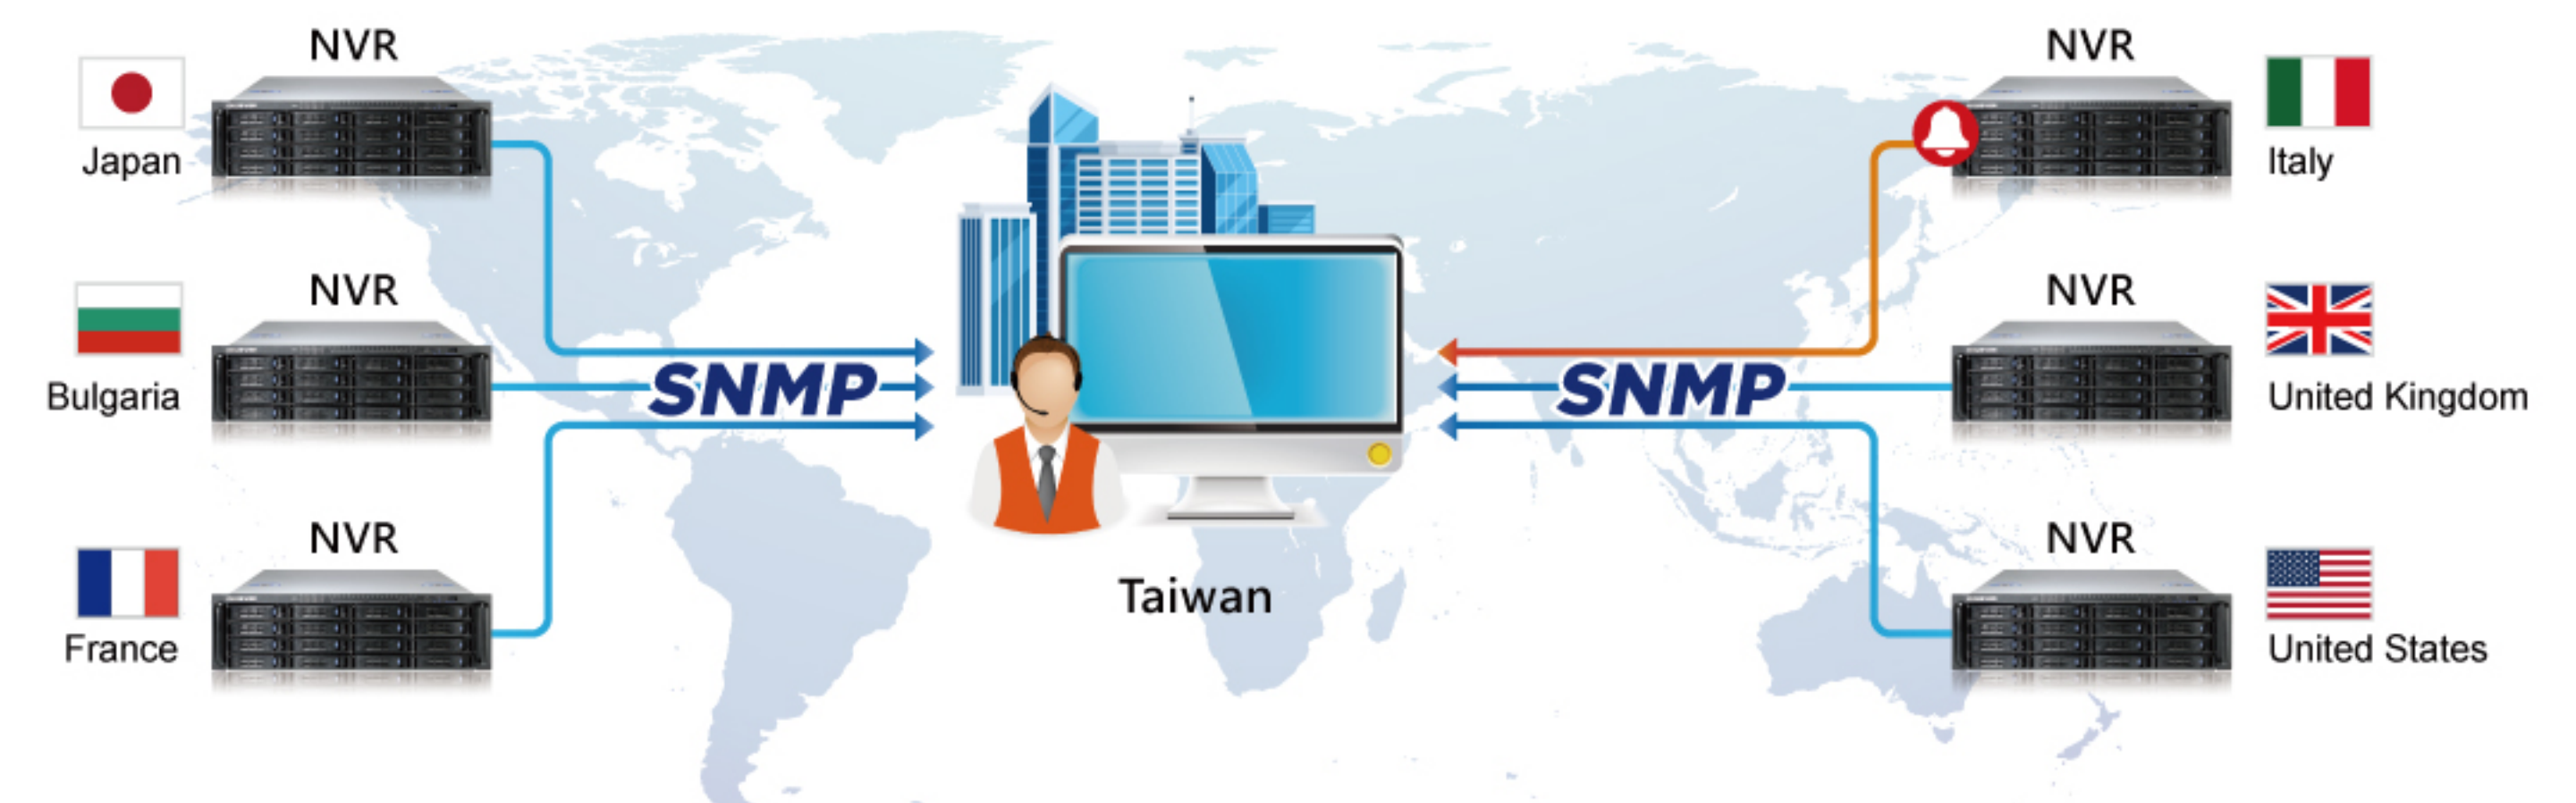 NVR
Japan
NVR
Bulgaria
NVR
France
SNMP
Taiwan
SNMP
NVR
Italy
NVR
United Kingdom
NVR
United States